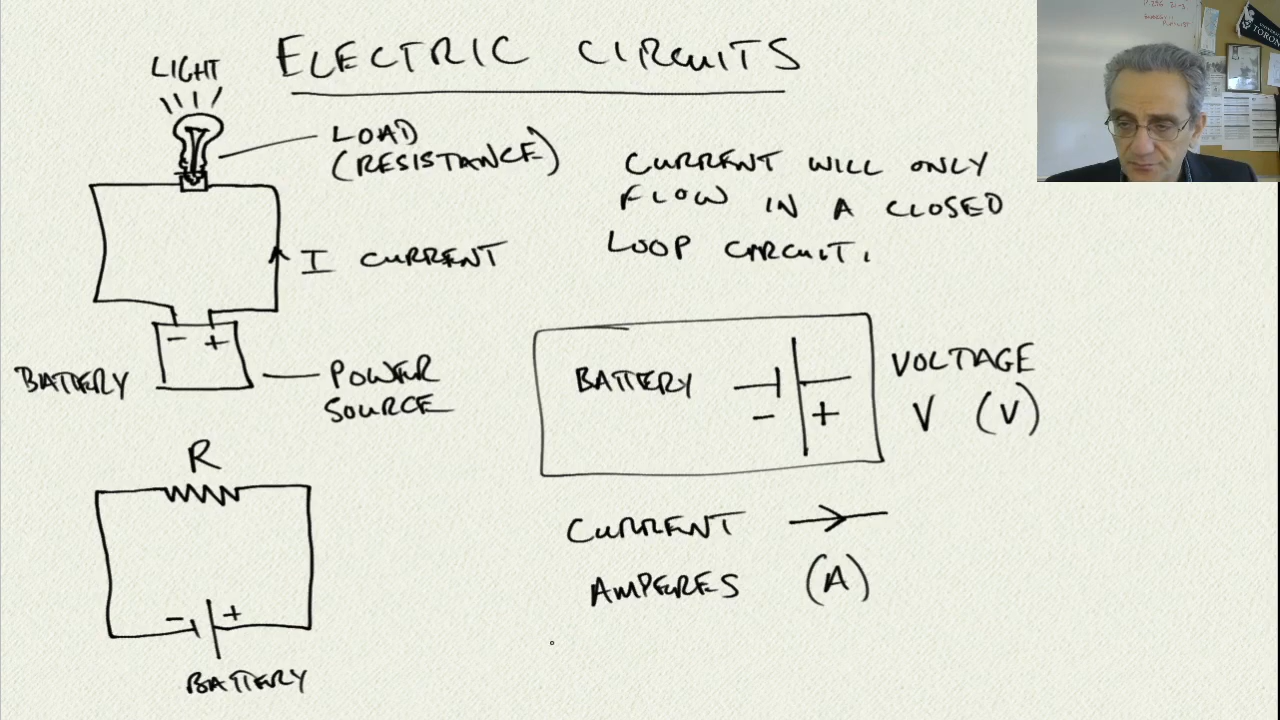 ELECTRIC CIRCUITS
LIGHT
LOAD
(RESISTANCE)
CURRENT WILL ONLY
FLOW IN A CLOSED
LOOP CIRCUIT.
I CURRENT
- +
BATTERY
POWER
SOURCE
BATTERY
- +
VOLTAGE
V (V)
R
- +
BATTERY
CURRENT
AMPERES (A)
TORO